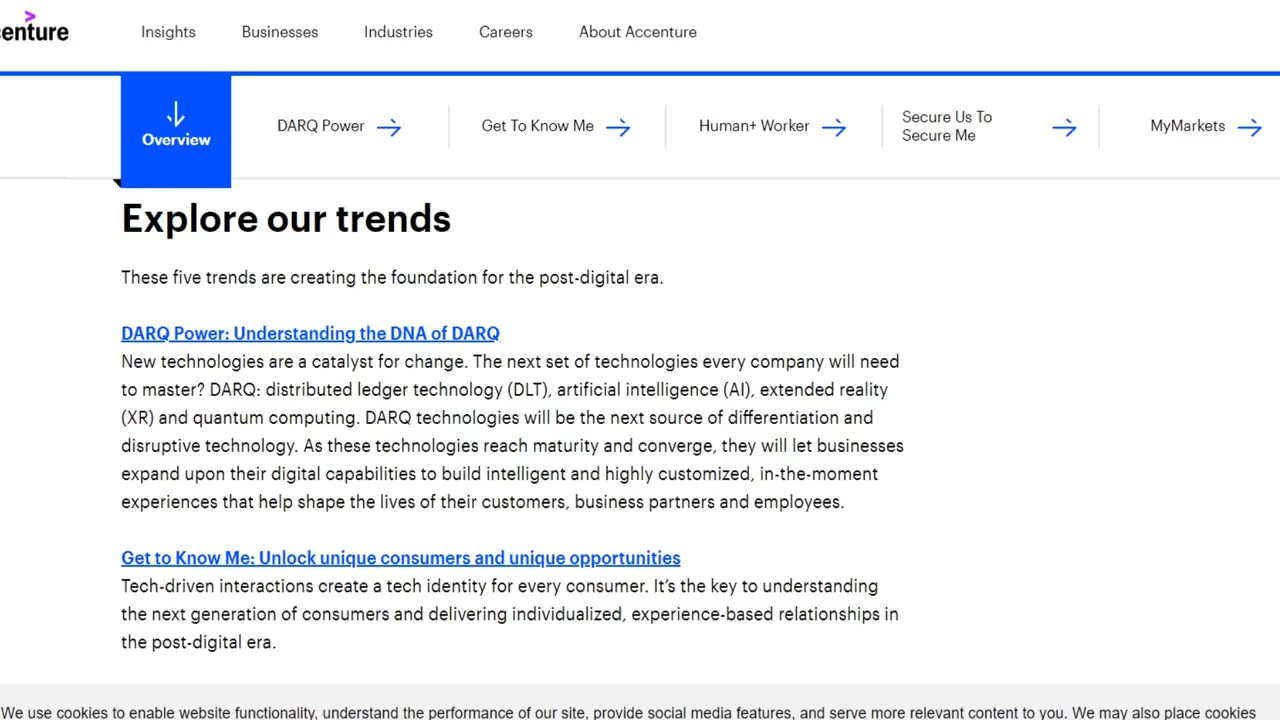 enture
Insights
Businesses
Industries
Careers
About Accenture
Overview
DARQ Power
Get To Know Me
Human+ Worker
Secure Us To
Secure Me
MyMarkets
Explore our trends
These five trends are creating the foundation for the post-digital era.
DARQ Power: Understanding the DNA of DARQ
New technologies are a catalyst for change. The next set of technologies every company will need
to master? DARQ: distributed ledger technology (DLT), artificial intelligence (AI), extended reality
(XR) and quantum computing. DARQ technologies will be the next source of differentiation and
disruptive technology. As these technologies reach maturity and converge, they will let businesses
expand upon their digital capabilities to build intelligent and highly customized, in-the-moment
experiences that help shape the lives of their customers, business partners and employees.
Get to Know Me: Unlock unique consumers and unique opportunities
Tech-driven interactions create a tech identity for every consumer. It’s the key to understanding
the next generation of consumers and delivering individualized, experience-based relationships in
the post-digital era.
We use cookies to enable website functionality, understand the performance of our site, provide social media features, and serve more relevant content to you. We may also place cookies